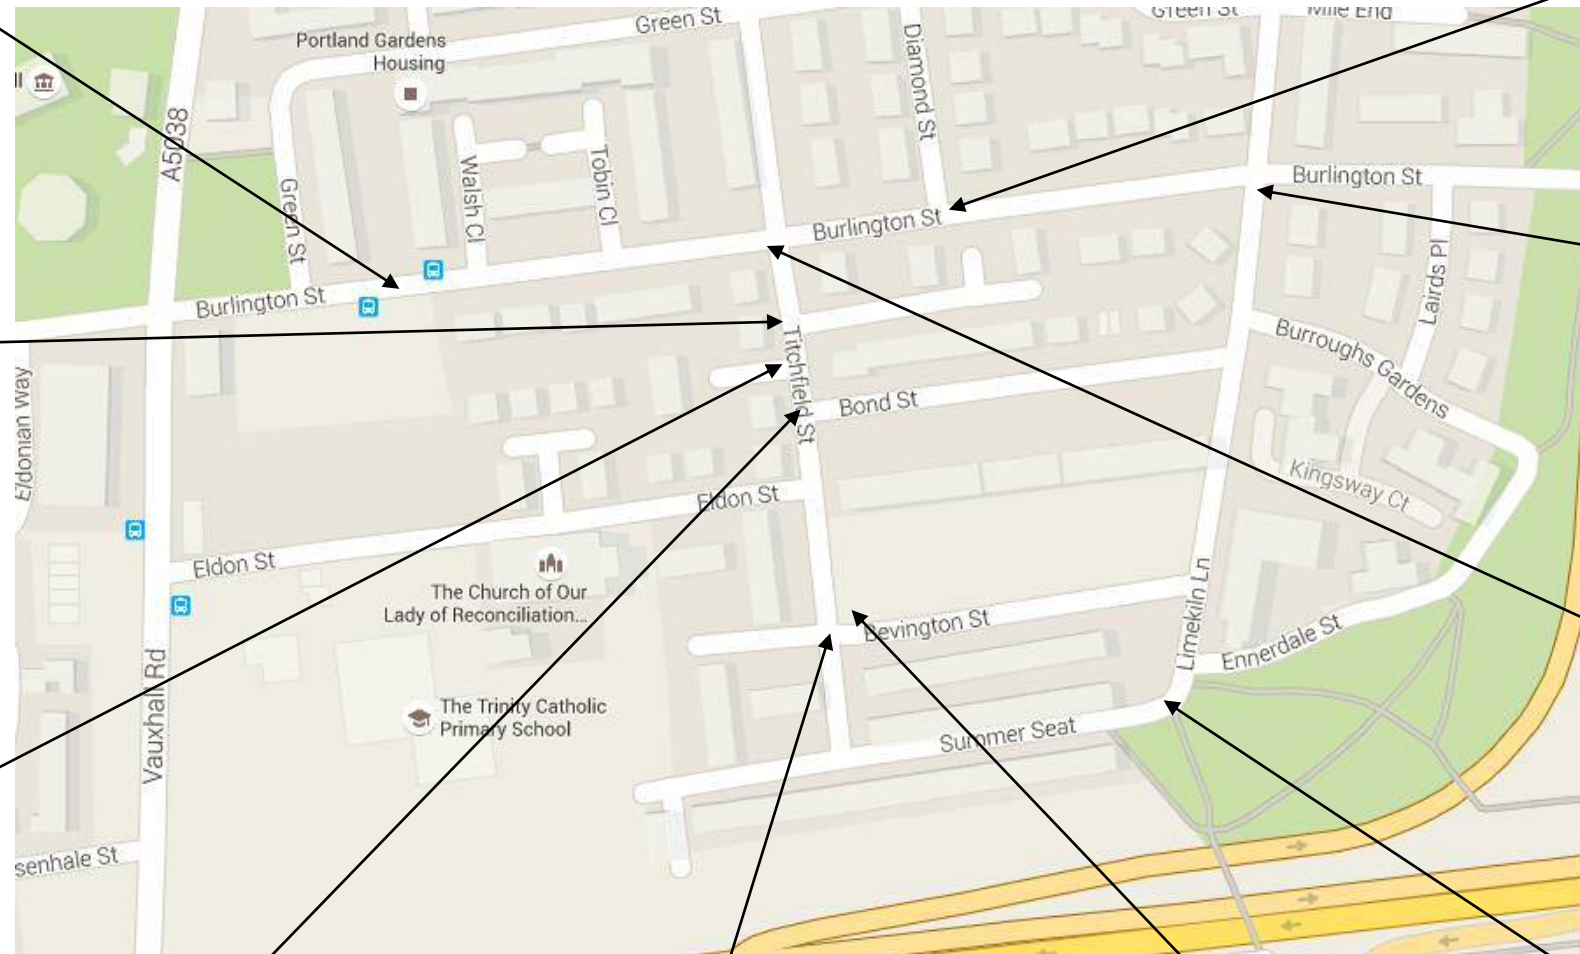 Green St
Mile End
Green St
Portland Gardens
Housing
ll
Diamond St
A5038
Walsh Cl
Tobin Cl
Green St
Burlington St
Burlington St
Burlington St
Lairds Pl
Titchfield St
Burroughs Gardens
Eldonian Way
Bond St
Kingsway Ct
Eldon St
Eldon St
The Church of Our
Lady of Reconciliation...
Bevington St
Limekiln Ln
Ennerdale St
Vauxhall Rd
The Trinity Catholic
Primary School
Summer Seat
senhale St